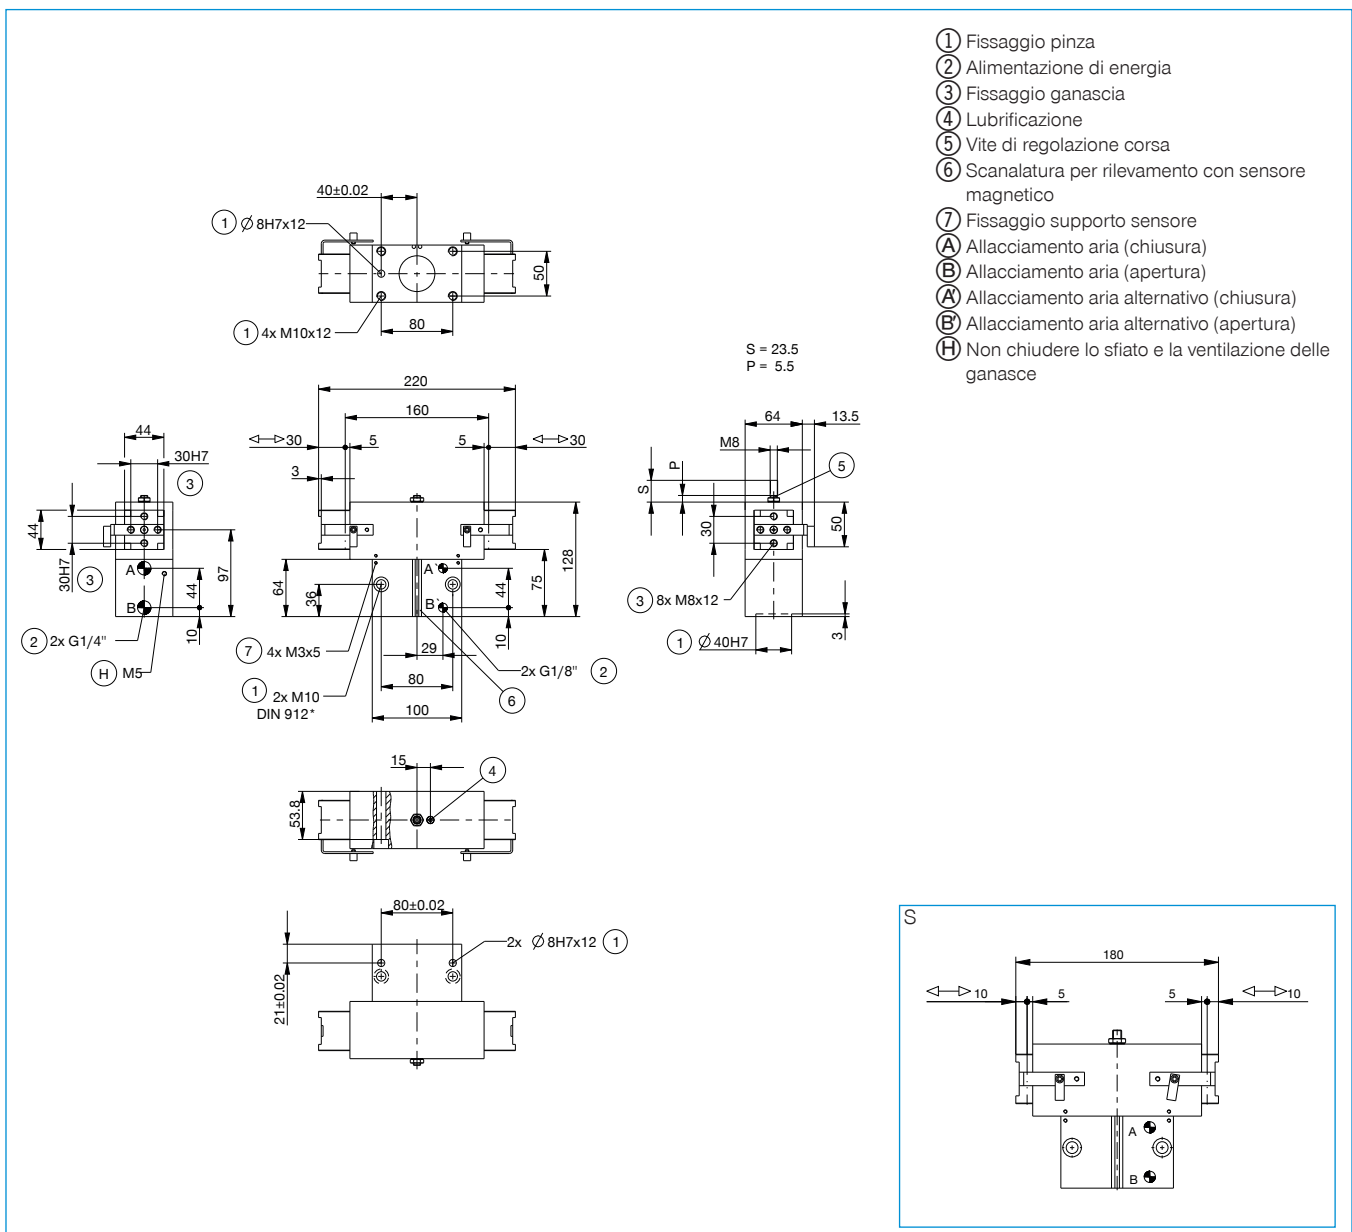 1 Fissaggio pinza
2 Alimentazione di energia
3 Fissaggio ganascia
4 Lubrificazione
5 Vite di regolazione corsa
6 Scanalatura per rilevamento con sensore
magnetico
7 Fissaggio supporto sensore
A Allacciamento aria (chiusura)
B Allacciamento aria (apertura)
A' Allacciamento aria alternativo (chiusura)
B' Allacciamento aria alternativo (apertura)
H Non chiudere lo sfiato e la ventilazione delle
ganasce
40±0.02
1 Ø 8H7x12
50
1 4x M10x12
80
S = 23.5
P = 5.5
44
30H7
3
44
30H7
3
A
B
97
44
10
2 2x G1/4"
H M5
220
160
30
5
5
30
3
64
36
A'
B'
44
10
75
128
7 4x M3x5
29
2x G1/8" 2
80
1 2x M10
DIN 912*
6
100
64
13.5
M8
P
S
5
30
50
3 8x M8x12
1 Ø 40H7
3
15
4
53.8
80±0.02
2x Ø 8H7x12 1
21±0.02
S
180
10
5
5
10
A
B